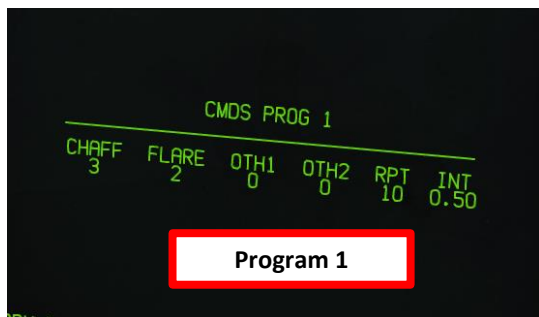 CMDS PROG 1
CHAFF FLARE OTH1 OTH2 RPT INT
3 2 0 0 10 0.50
Program 1